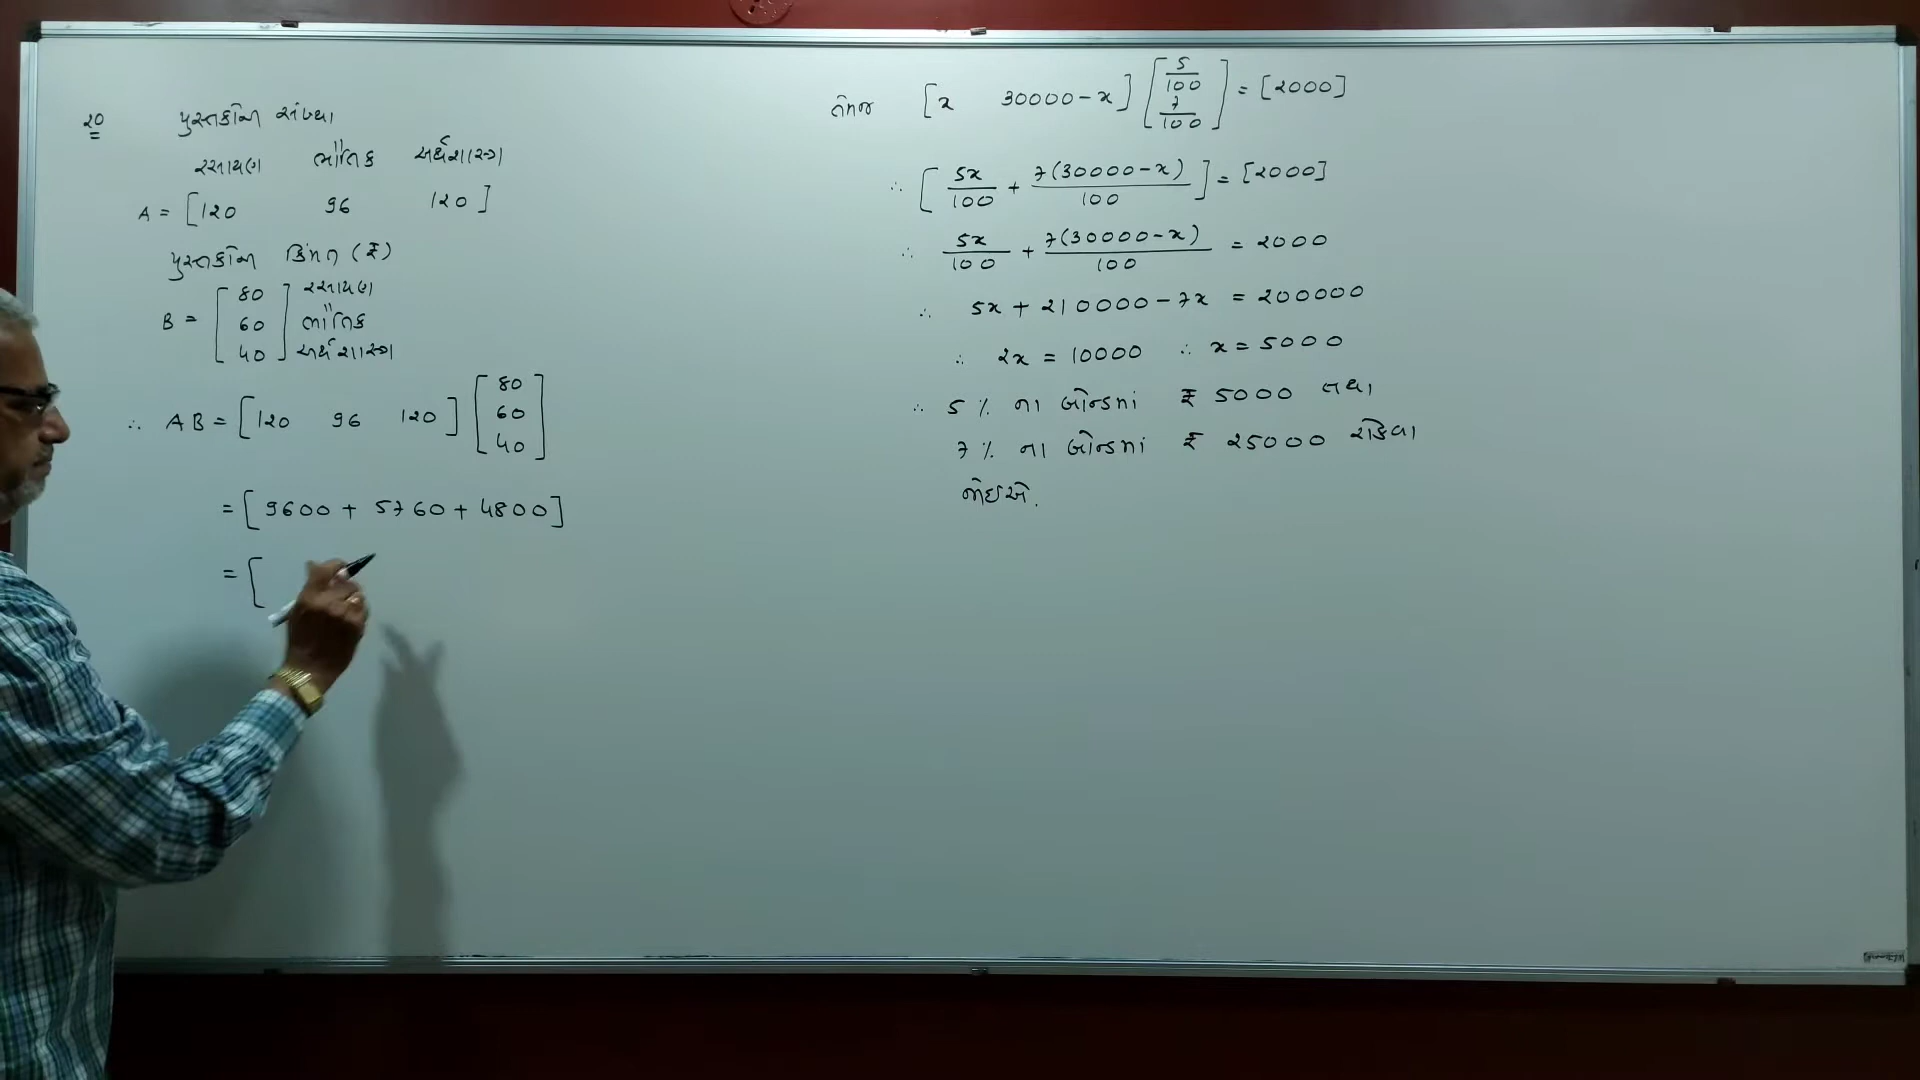 ૨૦ પુસ્તકોની સંખ્યા
રસાયણ ભૌતિક અર્થશાસ્ત્ર
A = [120 96 120]
પુસ્તકોની કિંમત (₹)
B = [80 60 40] રસાયણ ભૌતિક અર્થશાસ્ત્ર
∴ AB = [120 96 120] [80 60 40]
= [9600 + 5760 + 4800]
= [
તેમજ [x 30000 - x] [5/100 7/100] = [2000]
∴ [5x/100 + 7(30000 - x)/100] = [2000]
∴ 5x/100 + 7(30000 - x)/100 = 2000
∴ 5x + 210000 - 7x = 200000
∴ 2x = 10000 ∴ x = 5000
∴ 5 % ના બોન્ડમાં ₹ 5000 તથા
7 % ના બોન્ડમાં ₹ 25000 રોકવા
જોઇએ.